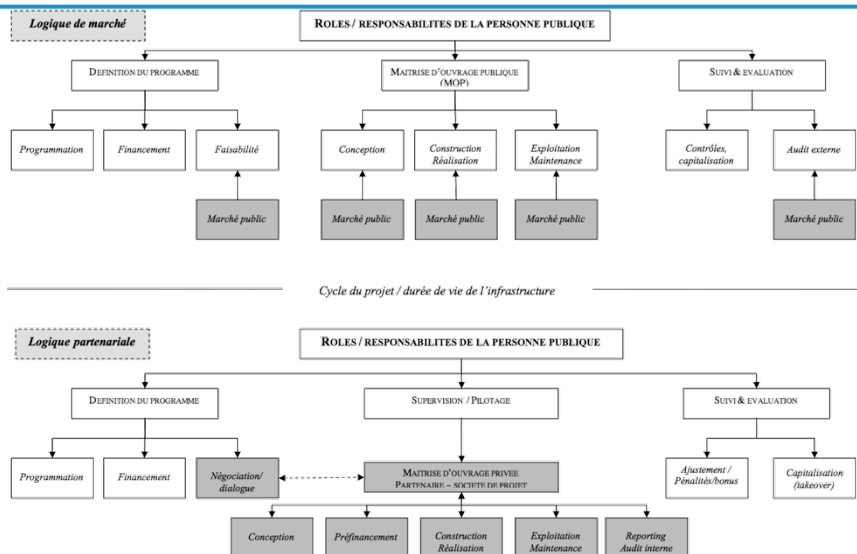 Logique de marché
ROLES / RESPONSABILITES DE LA PERSONNE PUBLIQUE
DEFINITION DU PROGRAMME
MAITRISE D'OUVRAGE PUBLIQUE
(MOP)
SUIVI & EVALUATION
Programmation
Financement
Faisabilité
Conception
Construction
Réalisation
Exploitation
Maintenance
Contrôles,
capitalisation
Audit externe
Marché public
Marché public
Marché public
Marché public
Marché public
Cycle du projet / durée de vie de l'infrastructure
Logique partenariale
ROLES / RESPONSABILITES DE LA PERSONNE PUBLIQUE
DEFINITION DU PROGRAMME
SUPERVISION / PILOTAGE
SUIVI & EVALUATION
Programmation
Financement
Négociation/
dialogue
MAITRISE D'OUVRAGE PRIVEE
PARTENAIRE – SOCIETE DE PROJET
Ajustement /
Pénalités/bonus
Capitalisation
(takeover)
Conception
Préfinancement
Construction
Réalisation
Exploitation
Maintenance
Reporting
Audit interne